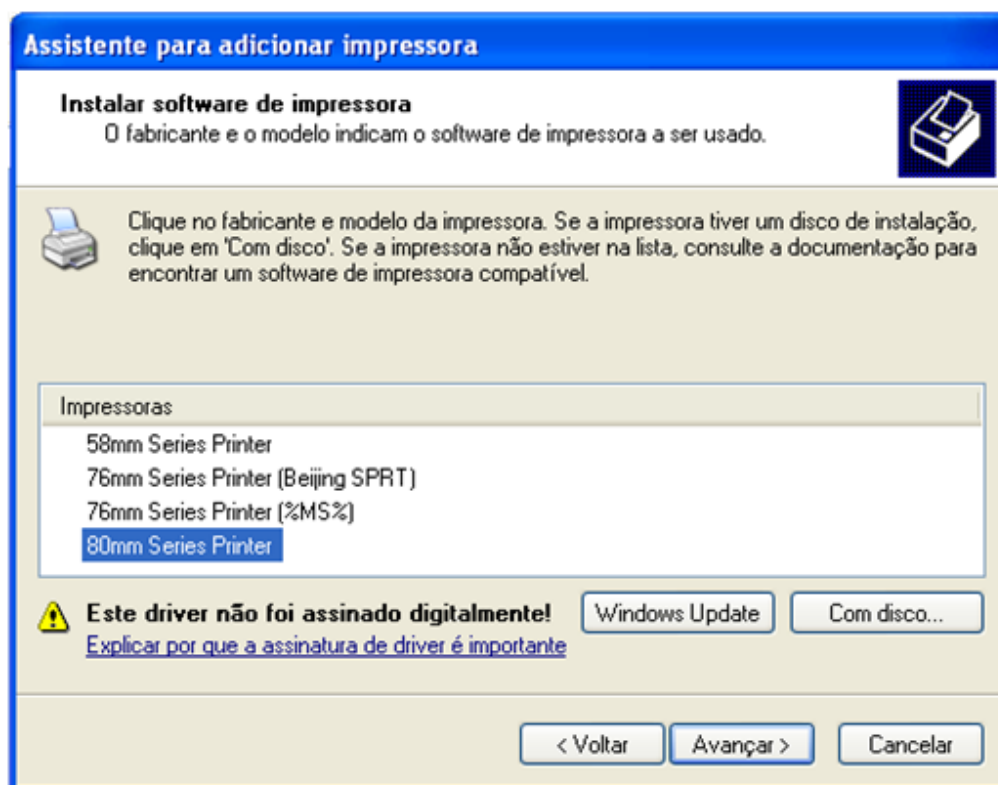 Assistente para adicionar impressora
Instalar software de impressora
O fabricante e o modelo indicam o software de impressora a ser usado.
Clique no fabricante e modelo da impressora. Se a impressora tiver um disco de instalação,
clique em 'Com disco'. Se a impressora não estiver na lista, consulte a documentação para
encontrar um software de impressora compatível.
Impressoras
58mm Series Printer
76mm Series Printer (Beijing SPRT)
76mm Series Printer (%MS%)
80mm Series Printer
Este driver não foi assinado digitalmente!
Windows Update
Com disco...
Explicar por que a assinatura de driver é importante
< Voltar
Avançar >
Cancelar